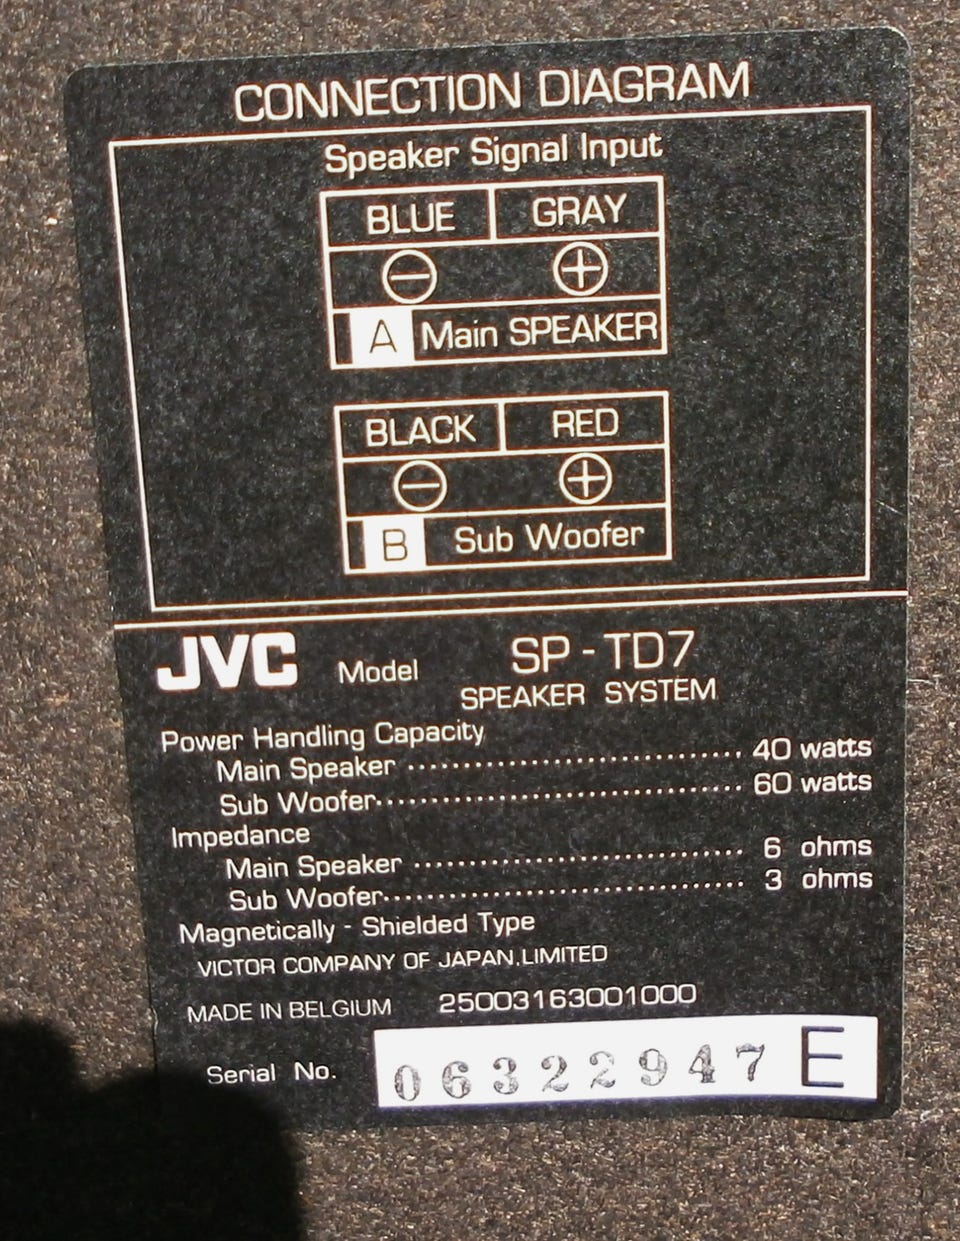 CONNECTION DIAGRAM
Speaker Signal Input
BLUE GRAY
⊖ ⊕
A Main SPEAKER
BLACK RED
⊖ ⊕
B Sub Woofer
JVC Model SP-TD7
SPEAKER SYSTEM
Power Handling Capacity
Main Speaker .................................. 40 watts
Sub Woofer..................................... 60 watts
Impedance
Main Speaker .................................. 6 ohms
Sub Woofer..................................... 3 ohms
Magnetically - Shielded Type
VICTOR COMPANY OF JAPAN,LIMITED
MADE IN BELGIUM 25003163001000
Serial No. 06322947 E